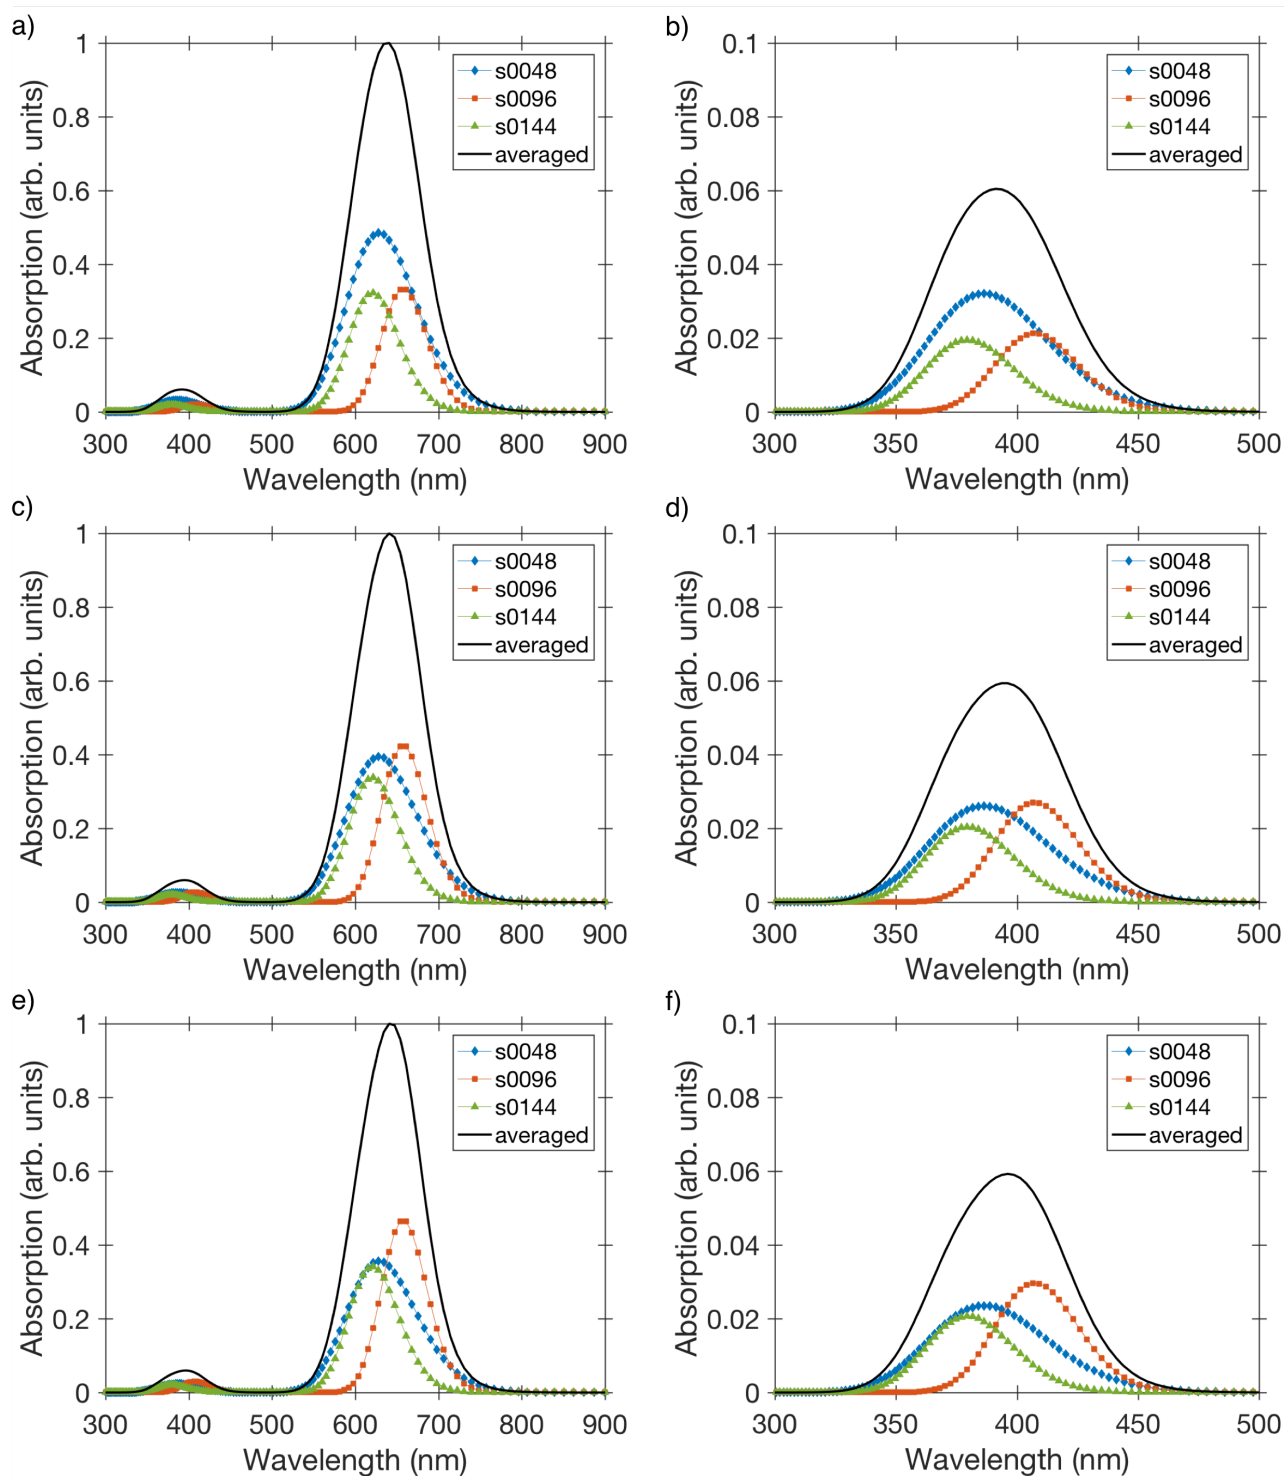 a)
Absorption (arb. units)
1
0.8
0.6
0.4
0.2
0
s0048
s0096
s0144
averaged
300 400 500 600 700 800 900
Wavelength (nm)
b)
Absorption (arb. units)
0.1
0.08
0.06
0.04
0.02
0
s0048
s0096
s0144
averaged
300 350 400 450 500
Wavelength (nm)
c)
Absorption (arb. units)
1
0.8
0.6
0.4
0.2
0
s0048
s0096
s0144
averaged
300 400 500 600 700 800 900
Wavelength (nm)
d)
Absorption (arb. units)
0.1
0.08
0.06
0.04
0.02
0
s0048
s0096
s0144
averaged
300 350 400 450 500
Wavelength (nm)
e)
Absorption (arb. units)
1
0.8
0.6
0.4
0.2
0
s0048
s0096
s0144
averaged
300 400 500 600 700 800 900
Wavelength (nm)
f)
Absorption (arb. units)
0.1
0.08
0.06
0.04
0.02
0
s0048
s0096
s0144
averaged
300 350 400 450 500
Wavelength (nm)